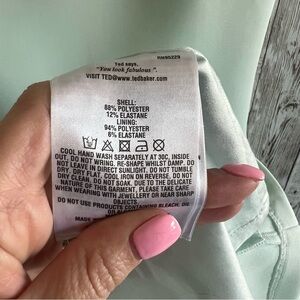 Ted says, RN95229
"You look fabulous".
VISIT TED@WWW.tedbaker.com
SHELL:
88% POLYESTER
12% ELASTANE
LINING:
94% POLYESTER
6% ELASTANE
COOL HAND WASH SEPARATELY AT 30C, INSIDE
OUT. DO NOT WRING. RE-SHAPE WHILST DAMP. DO
NOT LEAVE IN DIRECT SUNLIGHT. DO NOT TUMBLE
DRY. DRY FLAT. COOL IRON ON REVERSE. DO NOT
DRY CLEAN. DO NOT SOAK. DUE TO THE DELICATE
NATURE OF THIS GARMENT, PLEASE TAKE CARE
WHEN WEARING WITH JEWELLERY OR NEAR SHARP
OBJECTS.
DO NOT USE PRODUCTS CONTAINING BLEACH,
MADE